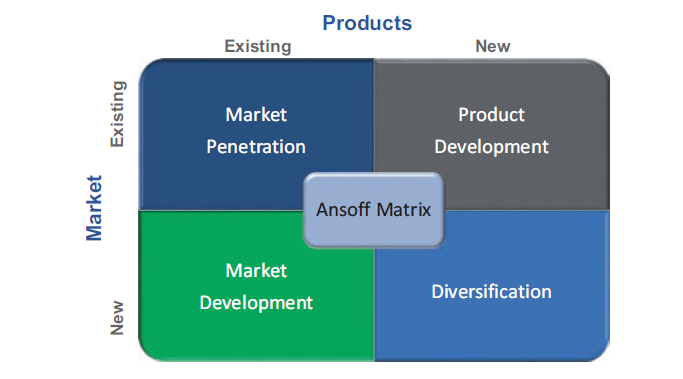 Products
Existing
New
Market
Existing
New
Market
Penetration
Product
Development
Ansoff Matrix
Market
Development
Diversification